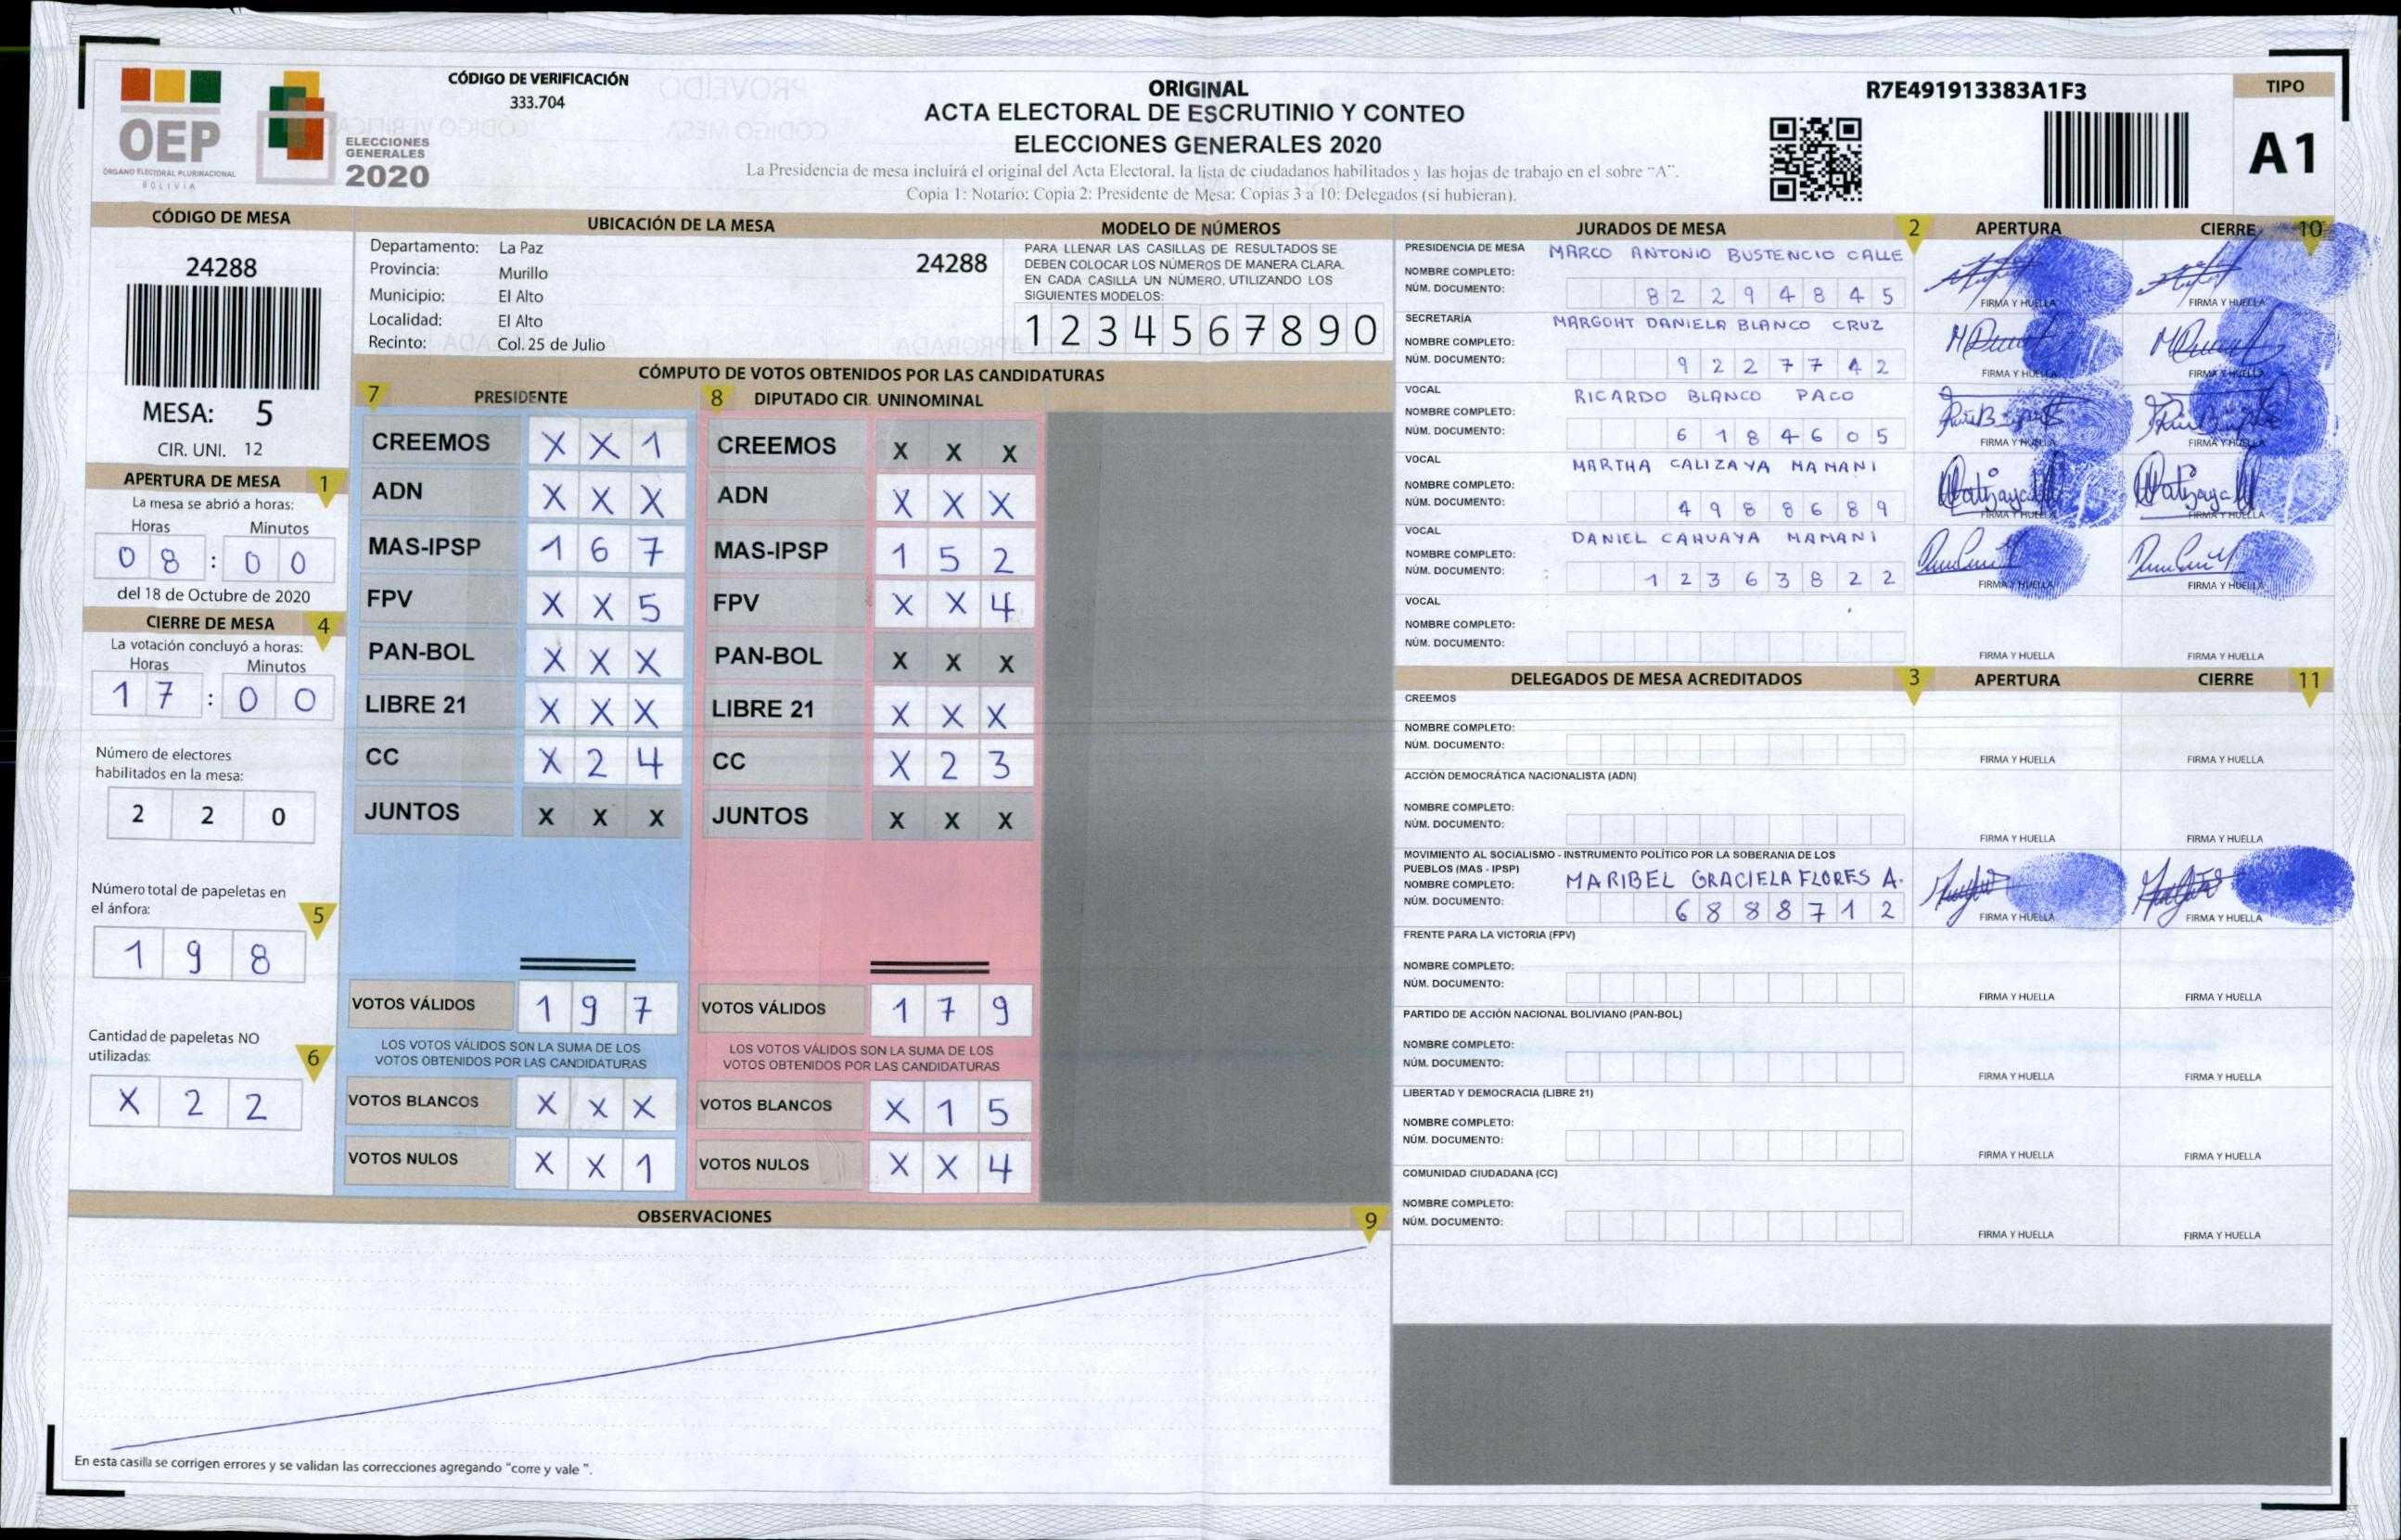 OEP
ÓRGANO ELECTORAL PLURINACIONAL
BOLIVIA
ELECCIONES
GENERALES
2020
CÓDIGO DE VERIFICACIÓN
333.704
ORIGINAL
ACTA ELECTORAL DE ESCRUTINIO Y CONTEO
ELECCIONES GENERALES 2020
La Presidencia de mesa incluirá el original del Acta Electoral, la lista de ciudadanos habilitados y las hojas de trabajo en el sobre "A".
Copia 1: Notario; Copia 2: Presidente de Mesa; Copias 3 a 10: Delegados (si hubieran).
R7E491913383A1F3
TIPO
A1
CÓDIGO DE MESA
24288
MESA: 5
CIR. UNI. 12
APERTURA DE MESA 1
La mesa se abrió a horas:
Horas Minutos
0 8 : 0 0
del 18 de Octubre de 2020
CIERRE DE MESA 4
La votación concluyó a horas:
Horas Minutos
1 7 : 0 0
Número de electores
habilitados en la mesa:
2 2 0
Número total de papeletas en
el ánfora: 5
1 9 8
Cantidad de papeletas NO
utilizadas: 6
X 2 2
UBICACIÓN DE LA MESA
Departamento: La Paz
Provincia: Murillo
Municipio: El Alto
Localidad: El Alto
Recinto: Col. 25 de Julio
24288
MODELO DE NÚMEROS
PARA LLENAR LAS CASILLAS DE RESULTADOS SE
DEBEN COLOCAR LOS NÚMEROS DE MANERA CLARA.
EN CADA CASILLA UN NÚMERO, UTILIZANDO LOS
SIGUIENTES MODELOS:
1 2 3 4 5 6 7 8 9 0
CÓMPUTO DE VOTOS OBTENIDOS POR LAS CANDIDATURAS
7 PRESIDENTE
CREEMOS X X 1
ADN X X X
MAS-IPSP 1 6 7
FPV X X 5
PAN-BOL X X X
LIBRE 21 X X X
CC X 2 4
JUNTOS X X X
VOTOS VÁLIDOS 1 9 7
LOS VOTOS VÁLIDOS SON LA SUMA DE LOS
VOTOS OBTENIDOS POR LAS CANDIDATURAS
VOTOS BLANCOS X X X
VOTOS NULOS X X 1
8 DIPUTADO CIR. UNINOMINAL
CREEMOS X X X
ADN X X X
MAS-IPSP 1 5 2
FPV X X 4
PAN-BOL X X X
LIBRE 21 X X X
CC X 2 3
JUNTOS X X X
VOTOS VÁLIDOS 1 7 9
LOS VOTOS VÁLIDOS SON LA SUMA DE LOS
VOTOS OBTENIDOS POR LAS CANDIDATURAS
VOTOS BLANCOS X 1 5
VOTOS NULOS X X 4
OBSERVACIONES 9
En esta casilla se corrigen errores y se validan las correcciones agregando "corre y vale ".
JURADOS DE MESA 2 APERTURA CIERRE 10
PRESIDENCIA DE MESA MARCO ANTONIO BUSTENCIO CALLE
NOMBRE COMPLETO:
NÚM. DOCUMENTO: 8 2 2 9 4 8 4 5 FIRMA Y HUELLA FIRMA Y HUELLA
SECRETARÍA MARGOHT DANIELA BLANCO CRUZ
NOMBRE COMPLETO:
NÚM. DOCUMENTO: 9 2 2 7 7 4 2 FIRMA Y HUELLA FIRMA Y HUELLA
VOCAL RICARDO BLANCO PACO
NOMBRE COMPLETO:
NÚM. DOCUMENTO: 6 1 8 4 6 0 5 FIRMA Y HUELLA FIRMA Y HUELLA
VOCAL MARTHA CALIZAYA MAMANI
NOMBRE COMPLETO:
NÚM. DOCUMENTO: 4 9 8 8 6 8 9 FIRMA Y HUELLA FIRMA Y HUELLA
VOCAL DANIEL CAHUAYA MAMANI
NOMBRE COMPLETO:
NÚM. DOCUMENTO: 1 2 3 6 3 8 2 2 FIRMA Y HUELLA FIRMA Y HUELLA
VOCAL
NOMBRE COMPLETO:
NÚM. DOCUMENTO: FIRMA Y HUELLA FIRMA Y HUELLA
DELEGADOS DE MESA ACREDITADOS 3 APERTURA CIERRE 11
CREEMOS
NOMBRE COMPLETO:
NÚM. DOCUMENTO: FIRMA Y HUELLA FIRMA Y HUELLA
ACCIÓN DEMOCRÁTICA NACIONALISTA (ADN)
NOMBRE COMPLETO:
NÚM. DOCUMENTO: FIRMA Y HUELLA FIRMA Y HUELLA
MOVIMIENTO AL SOCIALISMO - INSTRUMENTO POLÍTICO POR LA SOBERANIA DE LOS
PUEBLOS (MAS - IPSP)
NOMBRE COMPLETO: MARIBEL GRACIELA FLORES A.
NÚM. DOCUMENTO: 6 8 8 8 7 1 2 FIRMA Y HUELLA FIRMA Y HUELLA
FRENTE PARA LA VICTORIA (FPV)
NOMBRE COMPLETO:
NÚM. DOCUMENTO: FIRMA Y HUELLA FIRMA Y HUELLA
PARTIDO DE ACCIÓN NACIONAL BOLIVIANO (PAN-BOL)
NOMBRE COMPLETO:
NÚM. DOCUMENTO: FIRMA Y HUELLA FIRMA Y HUELLA
LIBERTAD Y DEMOCRACIA (LIBRE 21)
NOMBRE COMPLETO:
NÚM. DOCUMENTO: FIRMA Y HUELLA FIRMA Y HUELLA
COMUNIDAD CIUDADANA (CC)
NOMBRE COMPLETO:
NÚM. DOCUMENTO: FIRMA Y HUELLA FIRMA Y HUELLA